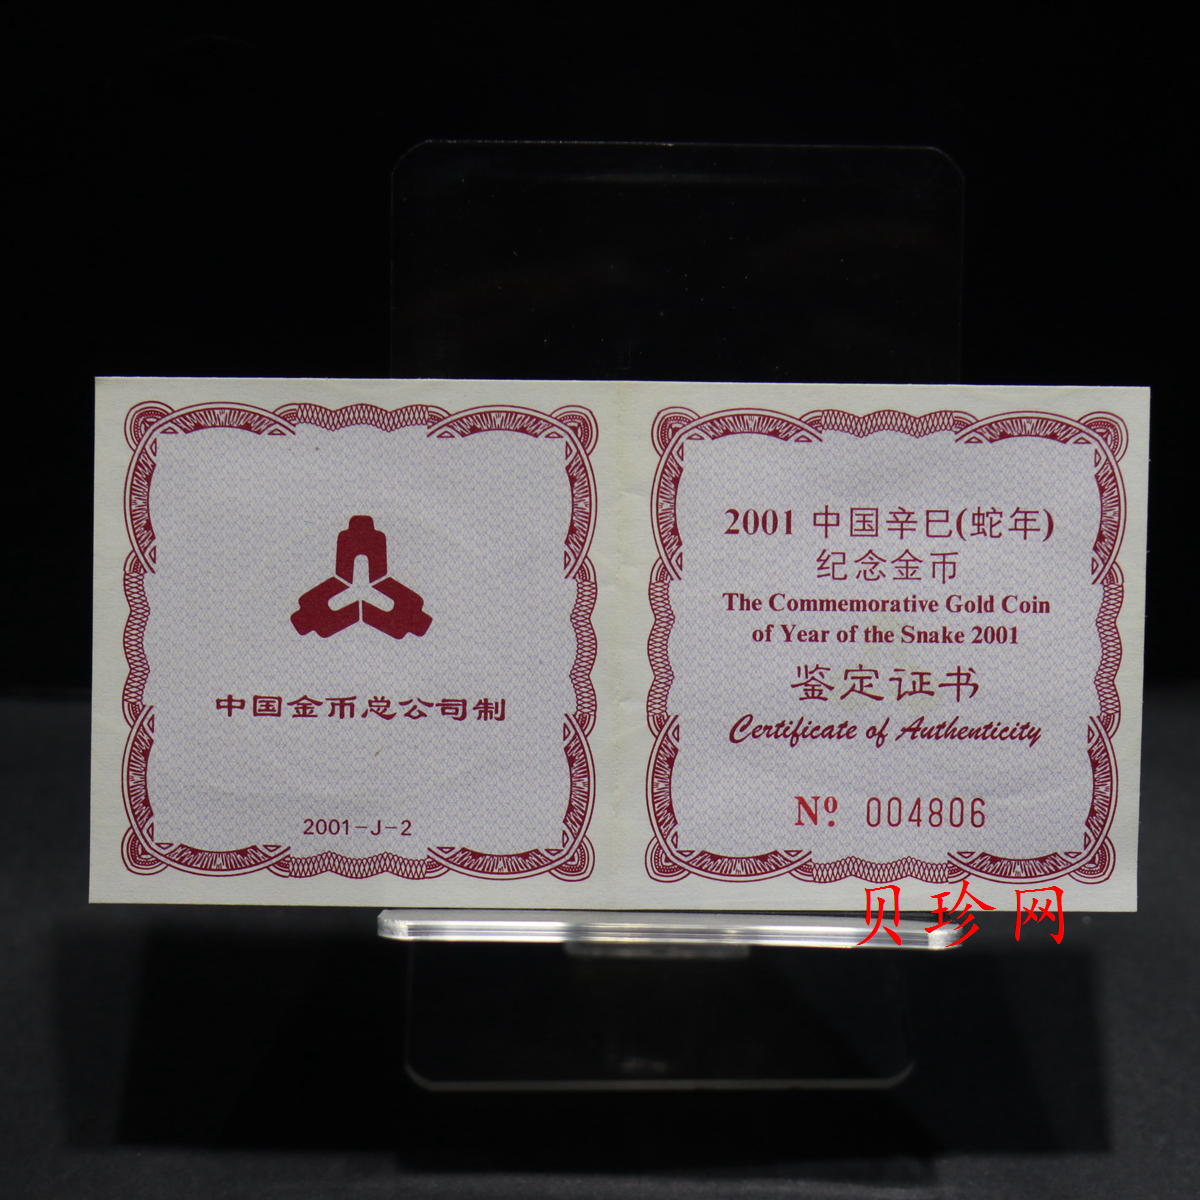 中国金币总公司制
2001-J-2
2001 中国辛巳(蛇年)
纪念金币
The Commemorative Gold Coin
of Year of the Snake 2001
鉴定证书
Certificate of Authenticity
Nº. 004806
贝珍网